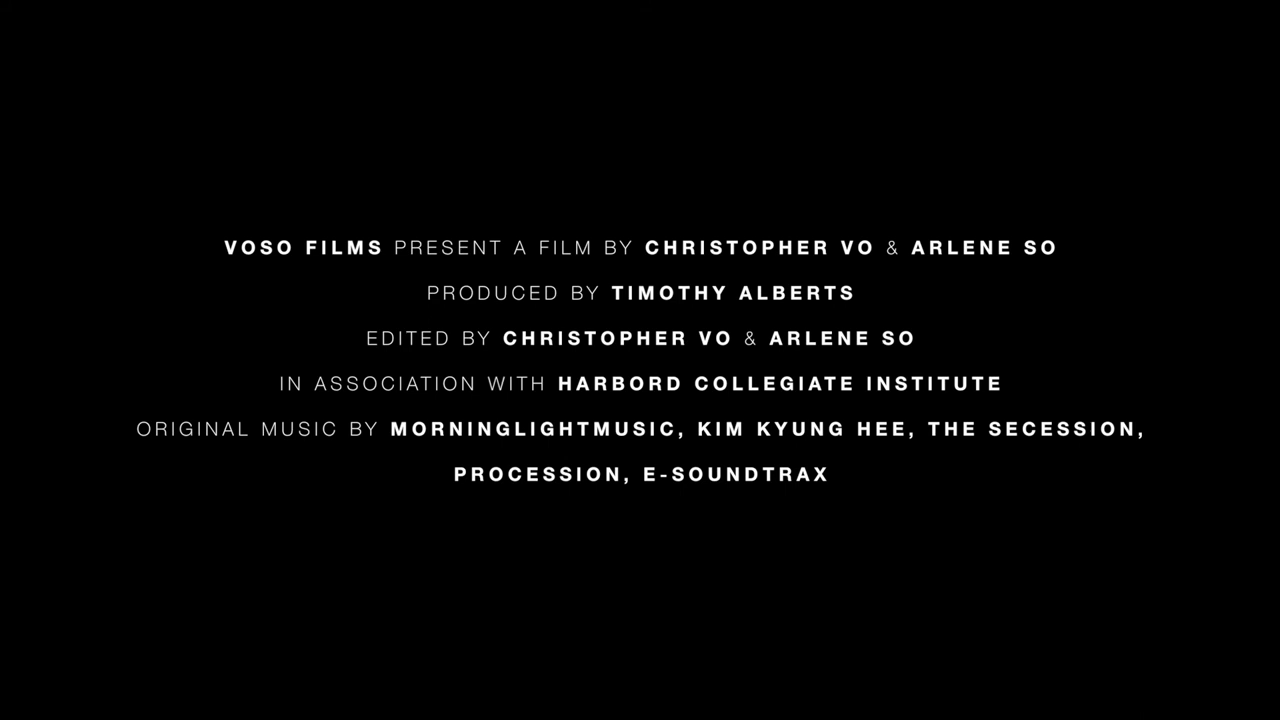 VOSO FILMS PRESENT A FILM BY CHRISTOPHER VO & ARLENE SO
PRODUCED BY TIMOTHY ALBERTS
EDITED BY CHRISTOPHER VO & ARLENE SO
IN ASSOCIATION WITH HARBORD COLLEGIATE INSTITUTE
ORIGINAL MUSIC BY MORNINGLIGHTMUSIC, KIM KYUNG HEE, THE SECESSION,
PROCESSION, E-SOUNDTRAX